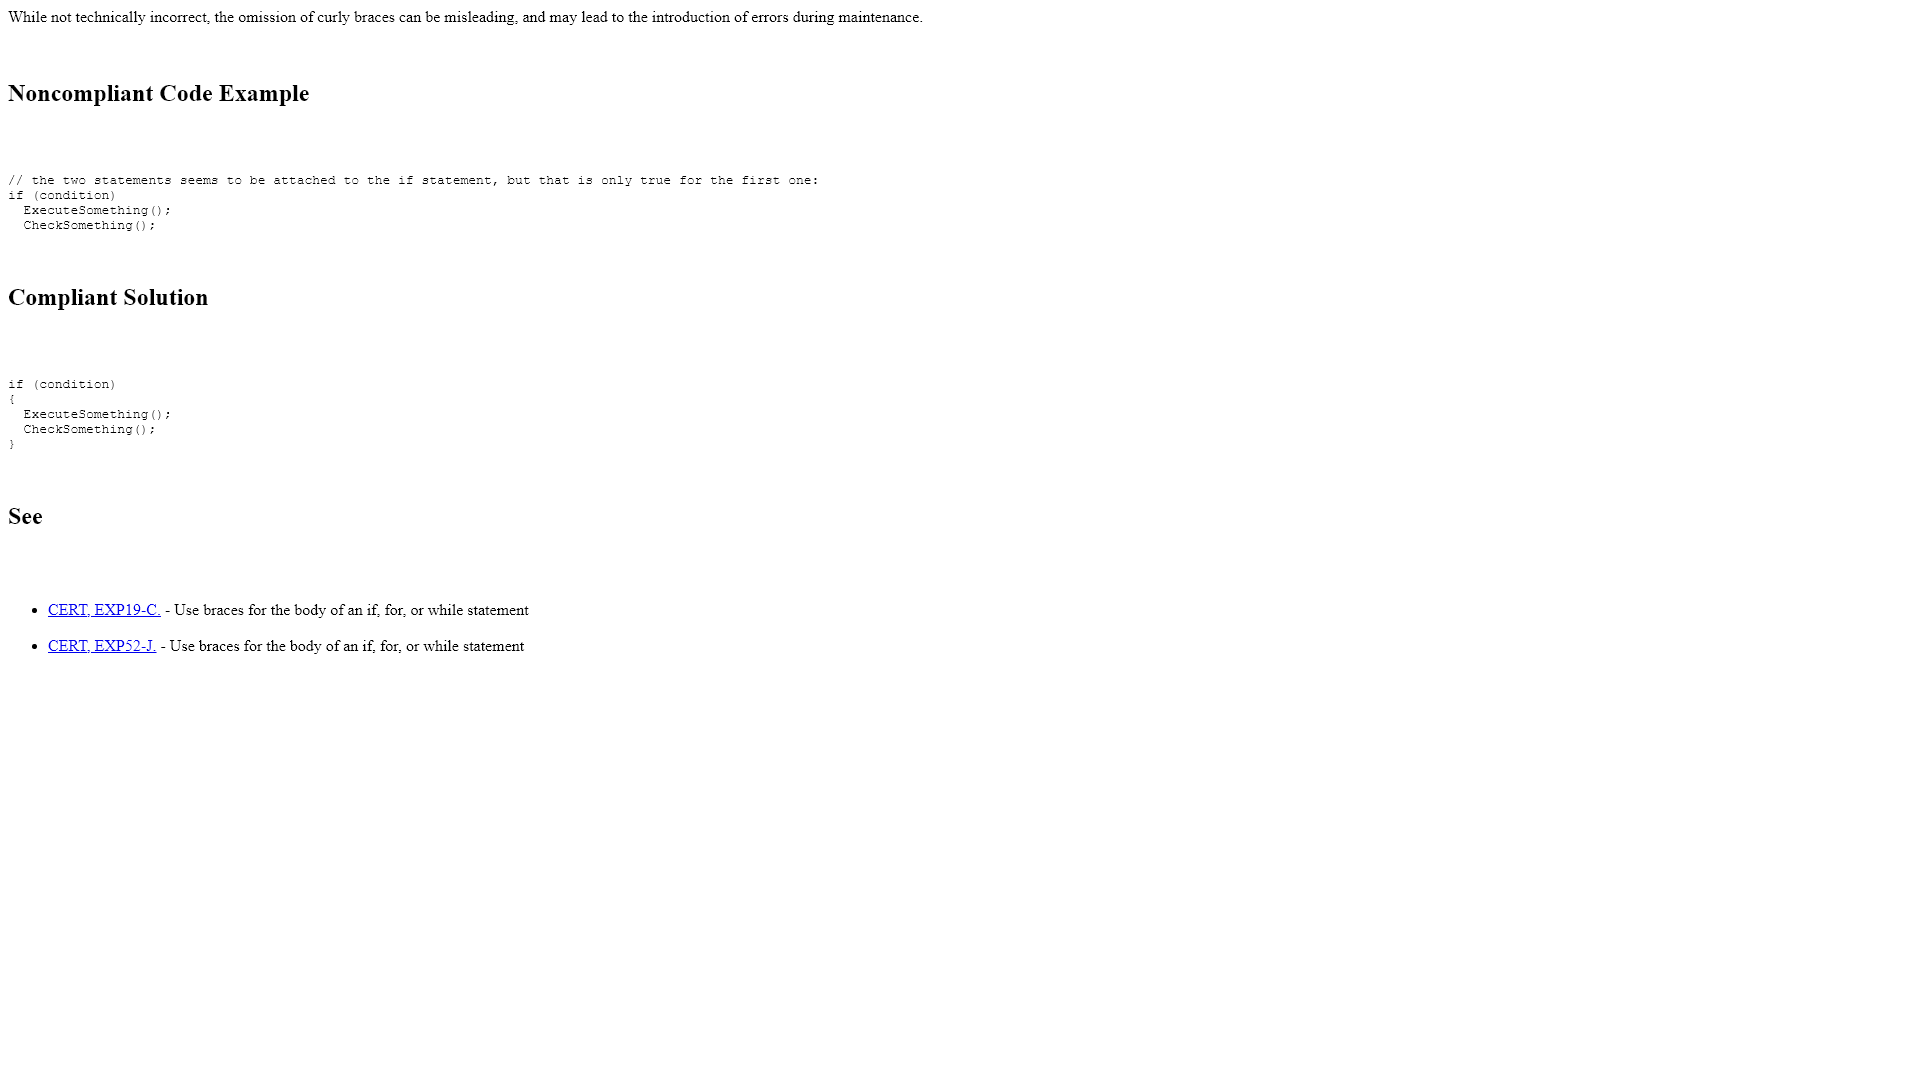 While not technically incorrect, the omission of curly braces can be misleading, and may lead to the introduction of errors during maintenance.
Noncompliant Code Example
// the two statements seems to be attached to the if statement, but that is only true for the first one:
if (condition)
  ExecuteSomething();
  CheckSomething();
Compliant Solution
if (condition)
{
  ExecuteSomething();
  CheckSomething();
}
See
• CERT, EXP19-C. - Use braces for the body of an if, for, or while statement
• CERT, EXP52-J. - Use braces for the body of an if, for, or while statement